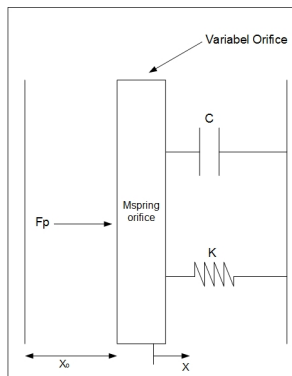 Variabel Orifice
C
Mspring
orifice
Fp
K
X₀
X